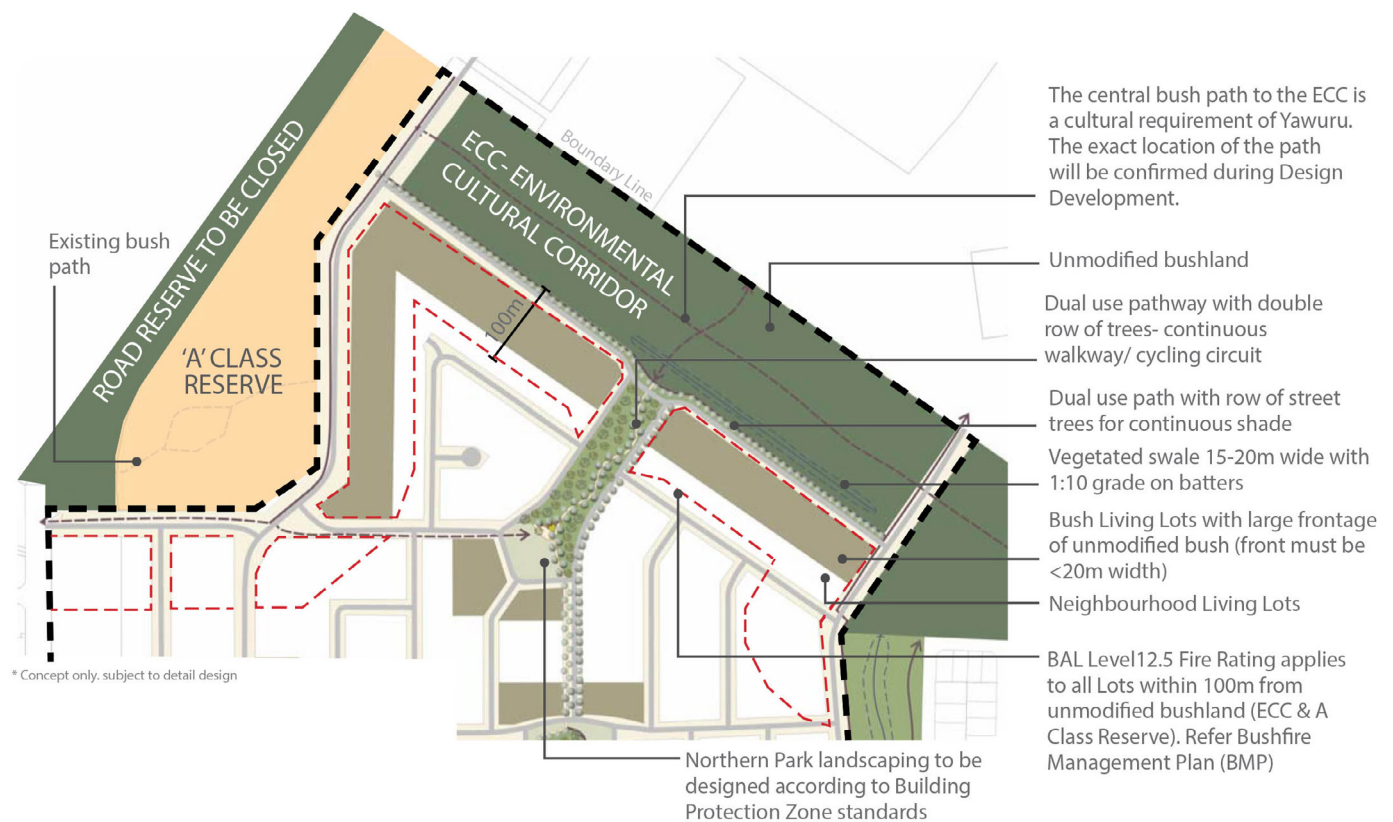 The central bush path to the ECC is
a cultural requirement of Yawuru.
The exact location of the path
will be confirmed during Design
Development.
Boundary Line
ECC- ENVIRONMENTAL
CULTURAL CORRIDOR
ROAD RESERVE TO BE CLOSED
Existing bush
path
Unmodified bushland
Dual use pathway with double
row of trees- continuous
walkway/ cycling circuit
100m
'A' CLASS
RESERVE
Dual use path with row of street
trees for continuous shade
Vegetated swale 15-20m wide with
1:10 grade on batters
Bush Living Lots with large frontage
of unmodified bush (front must be
<20m width)
Neighbourhood Living Lots
BAL Level12.5 Fire Rating applies
to all Lots within 100m from
unmodified bushland (ECC & A
Class Reserve). Refer Bushfire
Management Plan (BMP)
* Concept only. subject to detail design
Northern Park landscaping to be
designed according to Building
Protection Zone standards